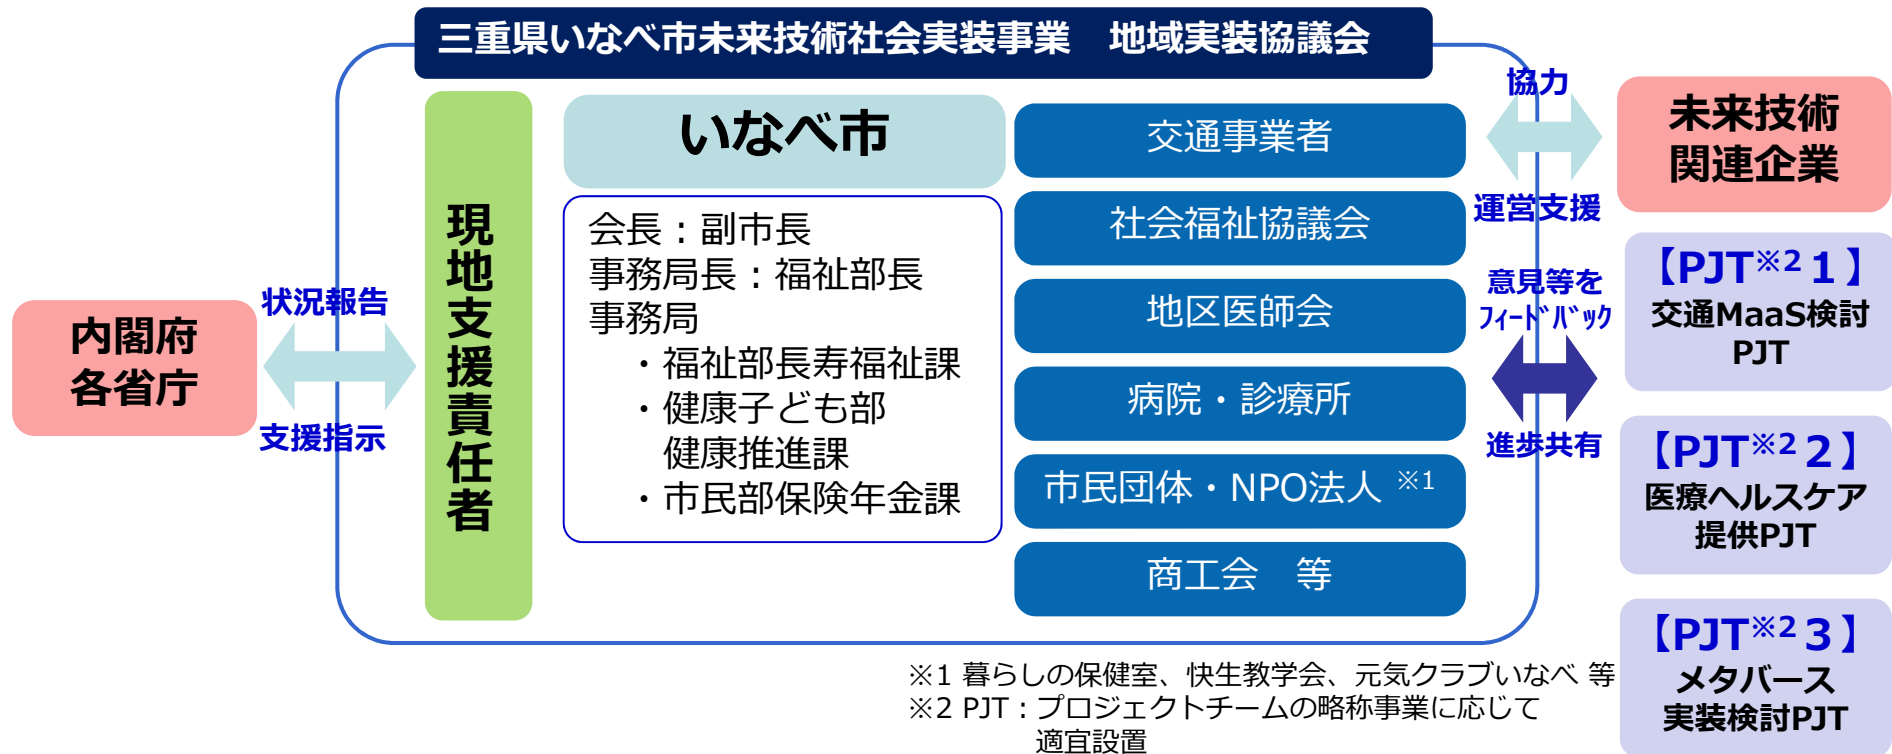 三重県いなべ市未来技術社会実装事業　地域実装協議会
内閣府
各省庁
状況報告
支援指示
現地支援責任者
いなべ市
会長：副市長
事務局長：福祉部長
事務局
・福祉部長寿福祉課
・健康子ども部
健康推進課
・市民部保険年金課
交通事業者
社会福祉協議会
地区医師会
病院・診療所
市民団体・NPO法人 ※1
商工会　等
協力
運営支援
意見等を
ﾌｨｰﾄﾞﾊﾞｯｸ
進歩共有
未来技術
関連企業
【PJT※2１】
交通MaaS検討
PJT
【PJT※2２】
医療ヘルスケア
提供PJT
【PJT※2３】
メタバース
実装検討PJT
※1 暮らしの保健室、快生教学会、元気クラブいなべ 等
※2 PJT：プロジェクトチームの略称事業に応じて
適宜設置